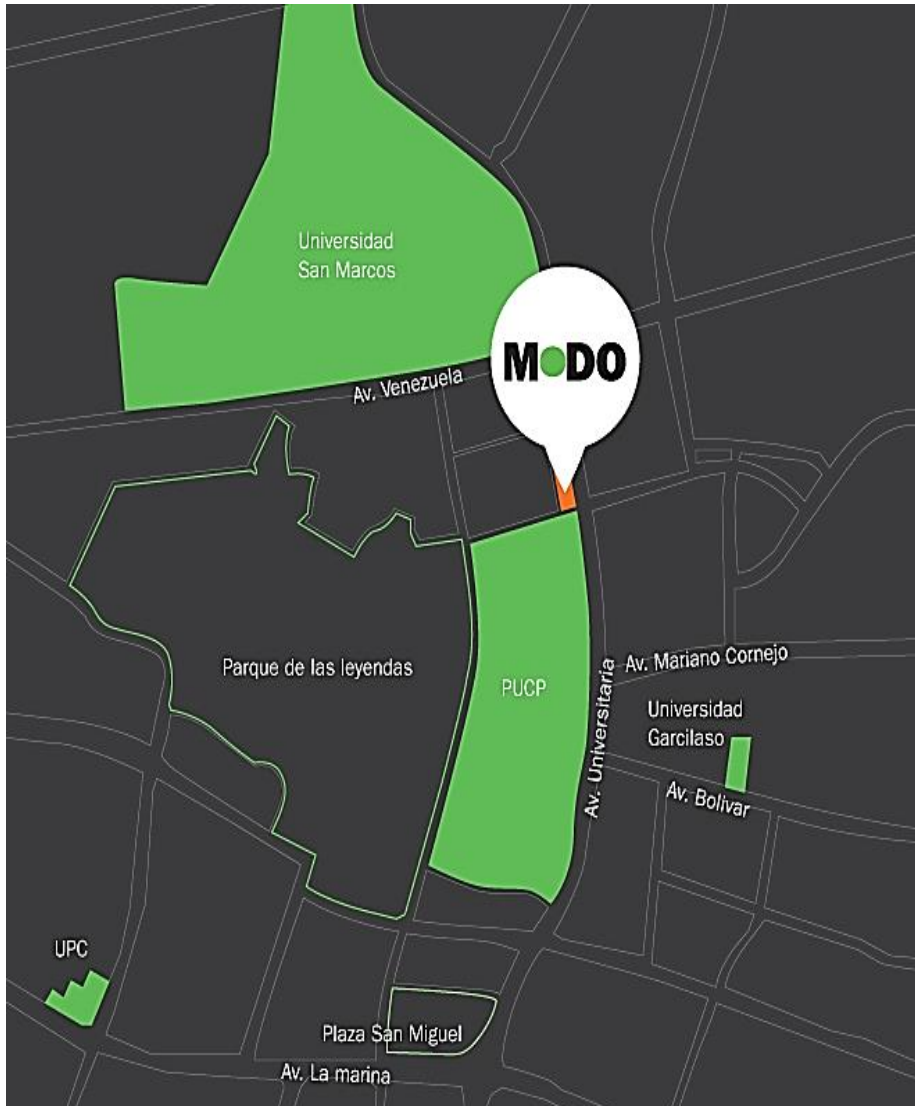 Universidad
San Marcos
MODO
Av. Venezuela
Parque de las leyendas
PUCP
Av. Universitaria
Av. Mariano Cornejo
Universidad
Garcilaso
Av. Bolivar
UPC
Plaza San Miguel
Av. La marina